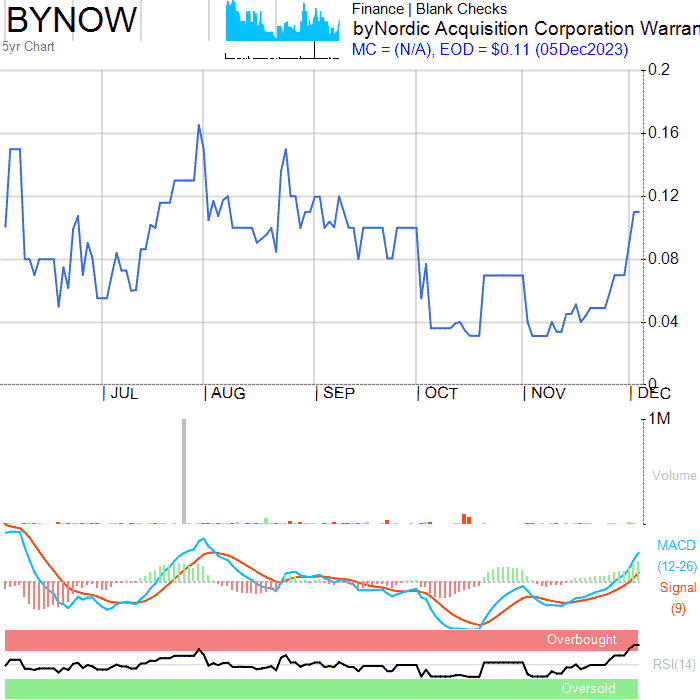 BYNOW
5yr Chart
Finance | Blank Checks
byNordic Acquisition Corporation Warran
MC = (N/A), EOD = $0.11 (05Dec2023)
0.2
0.16
0.12
0.08
0.04
0
| JUL | AUG | SEP | OCT | NOV | DEC
1M
Volume
MACD
(12-26)
Signal
(9)
Overbought
RSI(14)
Oversold